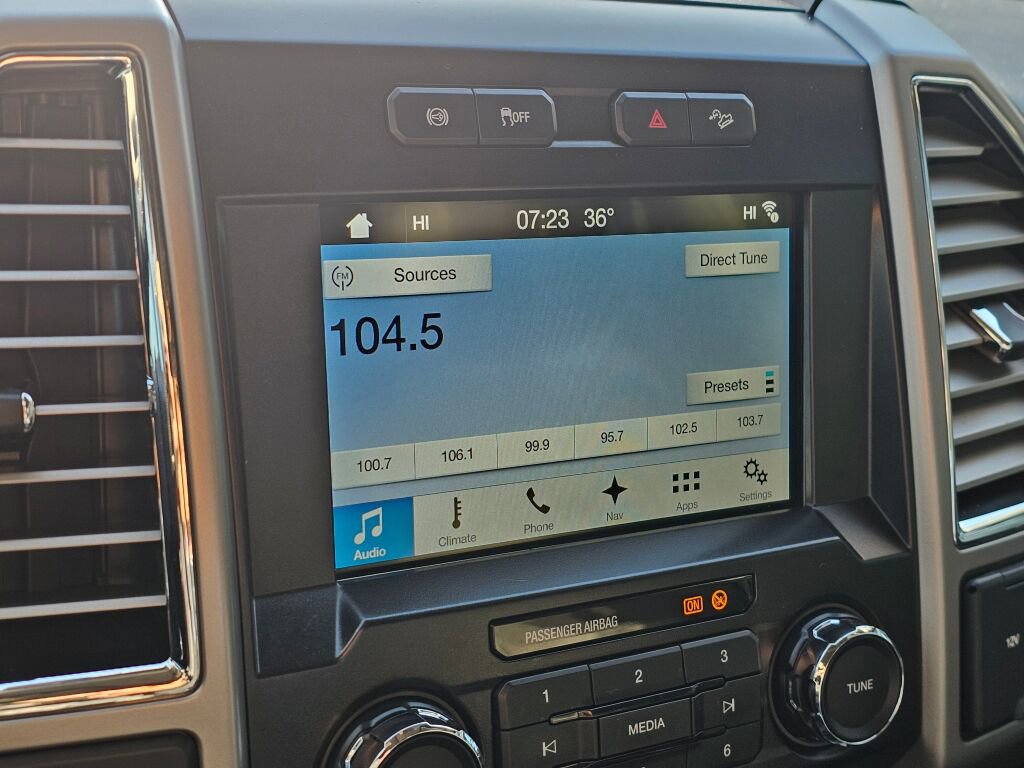 OFF
HI 07:23 36° HI
FM Sources Direct Tune
104.5
Presets
100.7 106.1 99.9 95.7 102.5 103.7
Audio Climate Phone Nav Apps Settings
PASSENGER AIRBAG ON
1 2 3
MEDIA
6
TUNE
12V